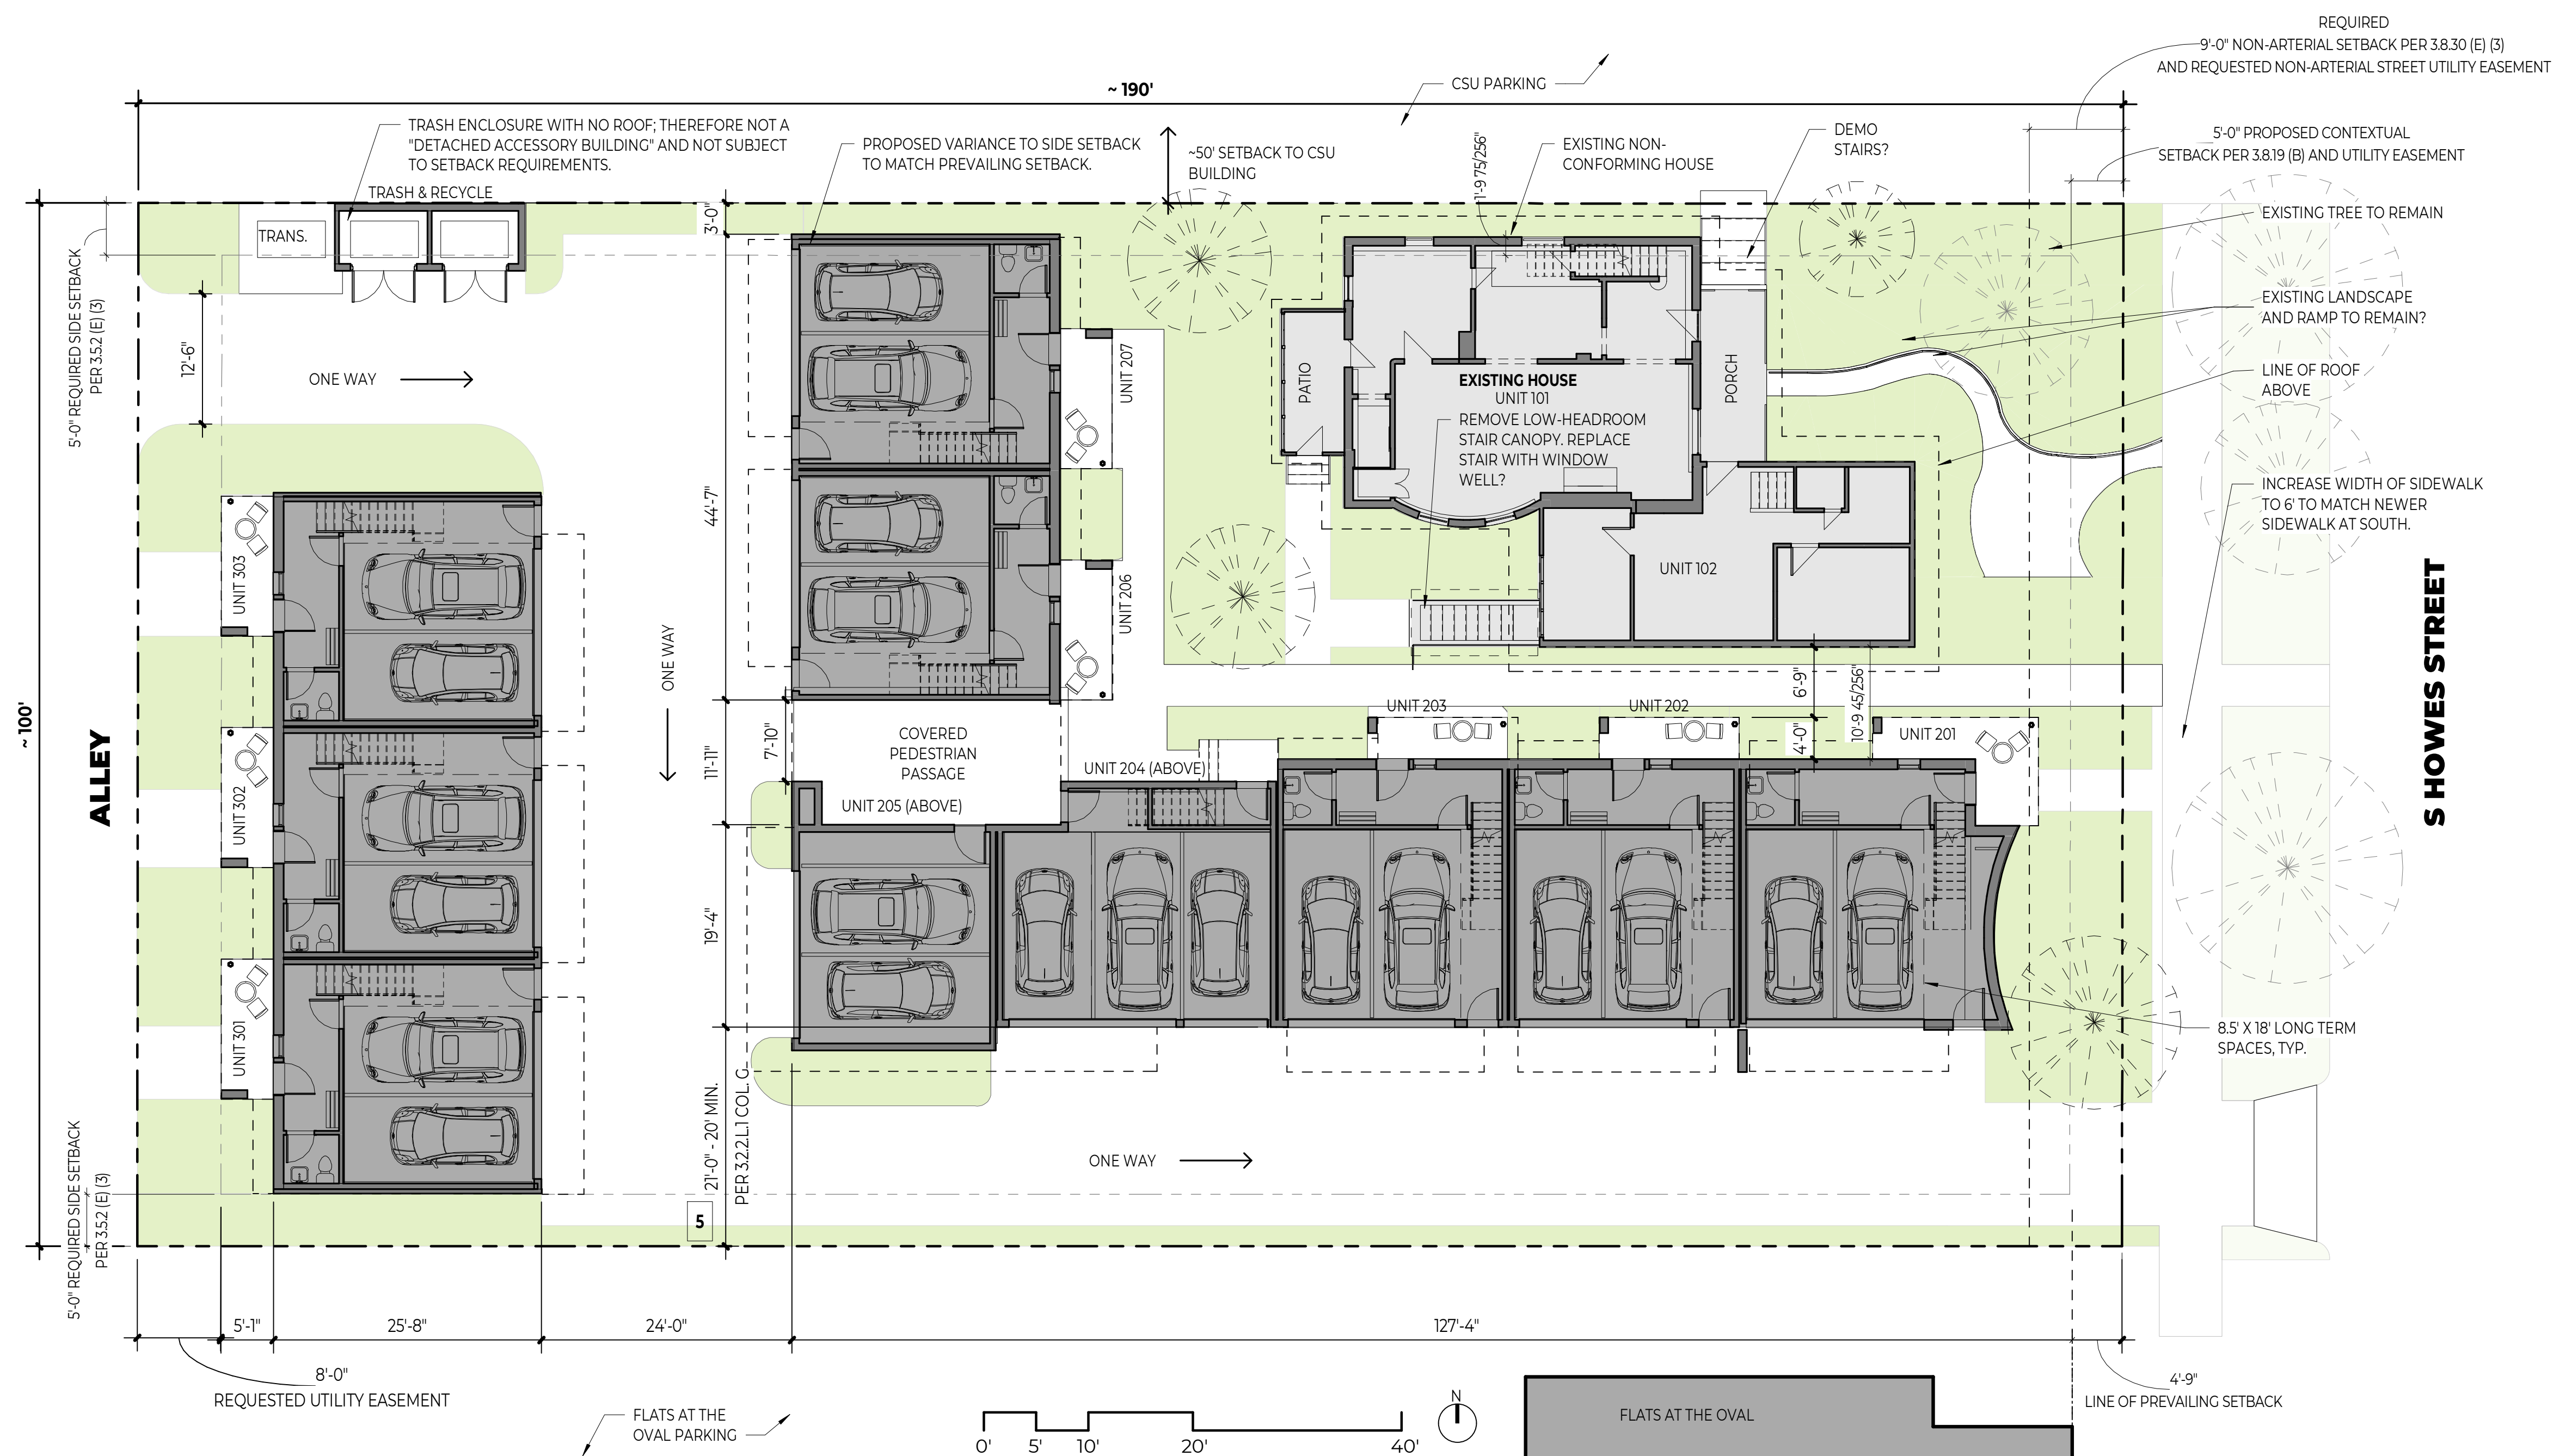 REQUIRED
9'-0" NON-ARTERIAL SETBACK PER 3.8.30 (E) (3)
AND REQUESTED NON-ARTERIAL STREET UTILITY EASEMENT
CSU PARKING
~ 190'
TRASH ENCLOSURE WITH NO ROOF; THEREFORE NOT A
"DETACHED ACCESSORY BUILDING" AND NOT SUBJECT
TO SETBACK REQUIREMENTS.
TRASH & RECYCLE
PROPOSED VARIANCE TO SIDE SETBACK
TO MATCH PREVAILING SETBACK.
~50' SETBACK TO CSU
BUILDING
1'-9 75/256"
EXISTING NON-
CONFORMING HOUSE
DEMO
STAIRS?
5'-0" PROPOSED CONTEXTUAL
SETBACK PER 3.8.19 (B) AND UTILITY EASEMENT
EXISTING TREE TO REMAIN
EXISTING LANDSCAPE
AND RAMP TO REMAIN?
LINE OF ROOF
ABOVE
INCREASE WIDTH OF SIDEWALK
TO 6' TO MATCH NEWER
SIDEWALK AT SOUTH.
S HOWES STREET
TRANS.
3'-0"
5'-0" REQUIRED SIDE SETBACK
PER 3.5.2 (E) (3)
12'-6"
ONE WAY
44'-7"
UNIT 207
UNIT 206
PATIO
PORCH
EXISTING HOUSE
UNIT 101
REMOVE LOW-HEADROOM
STAIR CANOPY. REPLACE
STAIR WITH WINDOW
WELL?
UNIT 102
UNIT 303
UNIT 302
UNIT 301
ONE WAY
~ 100'
ALLEY
7'-10"
11'-11"
COVERED
PEDESTRIAN
PASSAGE
UNIT 204 (ABOVE)
UNIT 205 (ABOVE)
UNIT 203
UNIT 202
UNIT 201
6'-9"
4'-0"
10'-9 45/256"
19'-4"
8.5' X 18' LONG TERM
SPACES, TYP.
21'-0" - 20' MIN.
PER 3.2.2.L.1 COL. G
ONE WAY
5
5'-0" REQUIRED SIDE SETBACK
PER 3.5.2 (E) (3)
5'-1"
25'-8"
24'-0"
127'-4"
8'-0"
REQUESTED UTILITY EASEMENT
4'-9"
LINE OF PREVAILING SETBACK
FLATS AT THE
OVAL PARKING
0' 5' 10' 20' 40'
N
FLATS AT THE OVAL